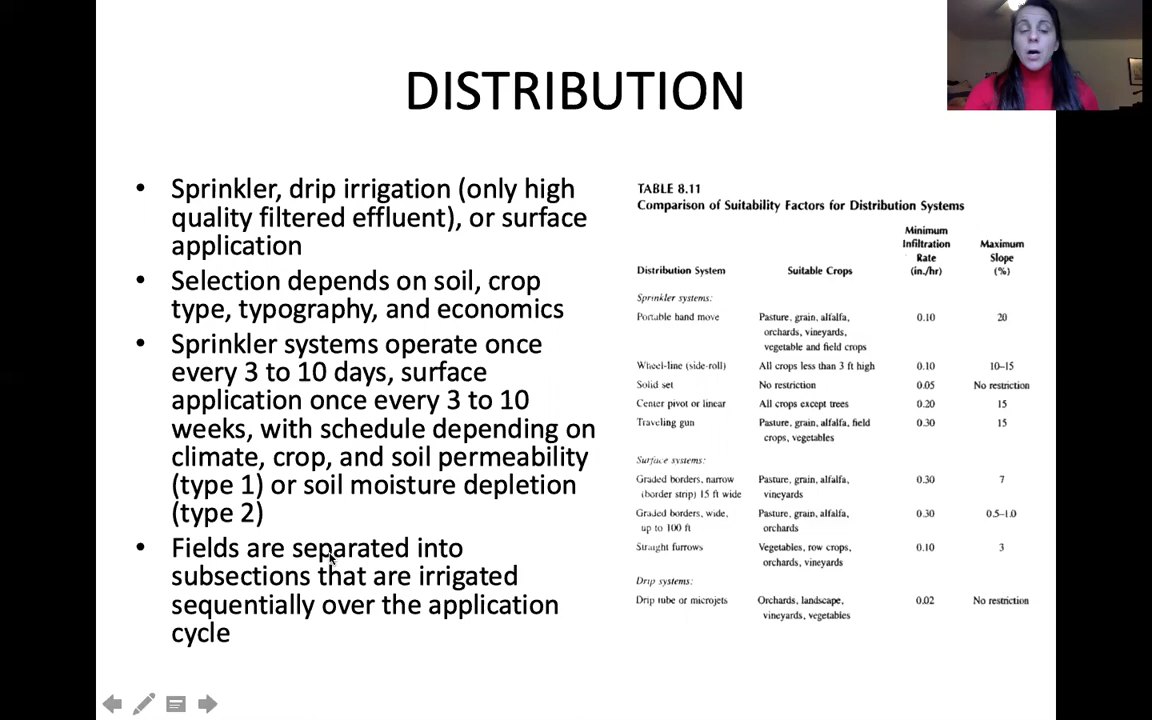 DISTRIBUTION
• Sprinkler, drip irrigation (only high
quality filtered effluent), or surface
application
• Selection depends on soil, crop
type, typography, and economics
• Sprinkler systems operate once
every 3 to 10 days, surface
application once every 3 to 10
weeks, with schedule depending on
climate, crop, and soil permeability
(type 1) or soil moisture depletion
(type 2)
• Fields are separated into
subsections that are irrigated
sequentially over the application
cycle
TABLE 8.11
Comparison of Suitability Factors for Distribution Systems
Minimum
Infiltration Maximum
Rate Slope
Distribution System Suitable Crops (in./hr) (%)
Sprinkler systems:
Portable hand move Pasture, grain, alfalfa, 0.10 20
orchards, vineyards,
vegetable and field crops
Wheel-line (side-roll) All crops less than 3 ft high 0.10 10–15
Solid set No restriction 0.05 No restriction
Center pivot or linear All crops except trees 0.20 15
Traveling gun Pasture, grain, alfalfa, field 0.30 15
crops, vegetables
Surface systems:
Graded borders, narrow Pasture, grain, alfalfa, 0.30 7
(border strip) 15 ft wide vineyards
Graded borders, wide, Pasture, grain, alfalfa, 0.30 0.5–1.0
up to 100 ft orchards
Straight furrows Vegetables, row crops, 0.10 3
orchards, vineyards
Drip systems:
Drip tube or microjets Orchards, landscape, 0.02 No restriction
vineyards, vegetables